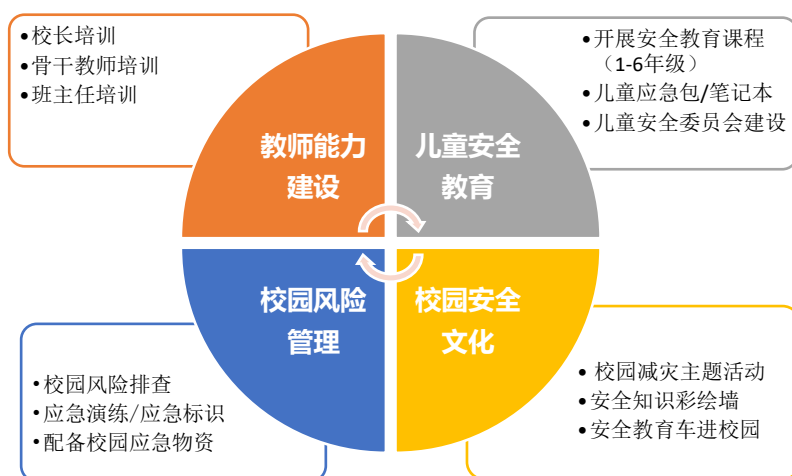 •校长培训
•骨干教师培训
•班主任培训
•开展安全教育课程
（1-6年级）
•儿童应急包/笔记本
•儿童安全委员会建设
教师能力
建设
儿童安全
教育
校园风险
管理
校园安全
文化
•校园风险排查
•应急演练/应急标识
•配备校园应急物资
• 校园减灾主题活动
•安全知识彩绘墙
•安全教育车进校园